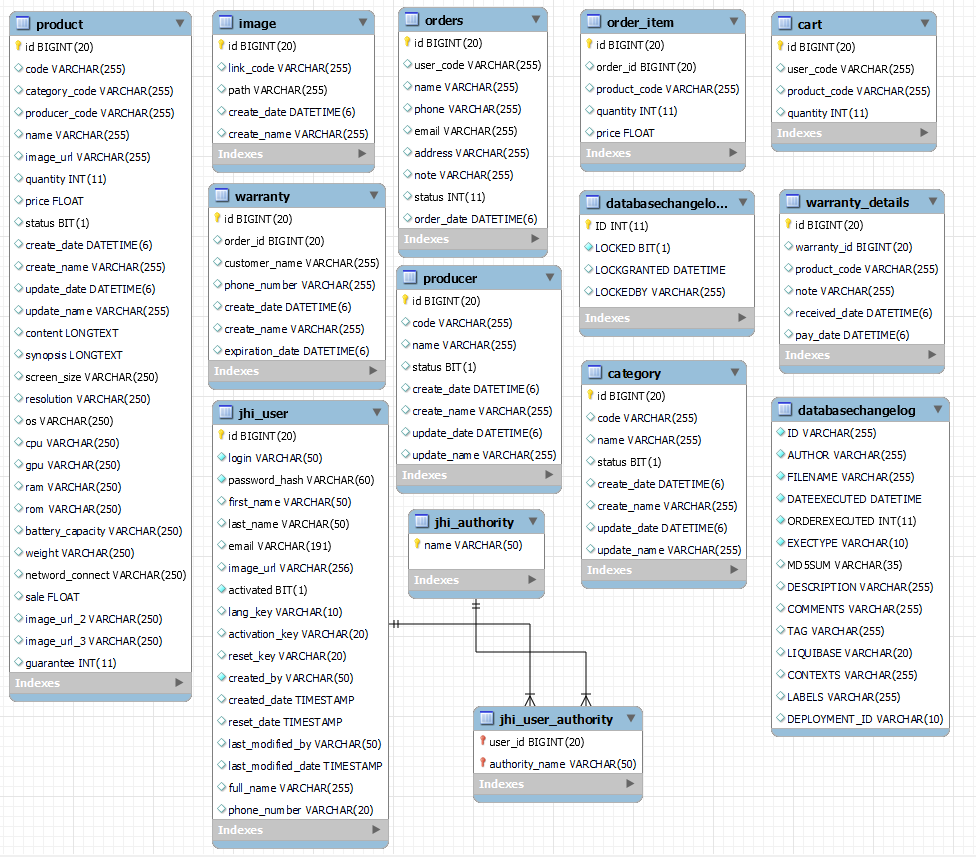 product
id BIGINT(20)
code VARCHAR(255)
category_code VARCHAR(255)
producer_code VARCHAR(255)
name VARCHAR(255)
image_url VARCHAR(255)
quantity INT(11)
price FLOAT
status BIT(1)
create_date DATETIME(6)
create_name VARCHAR(255)
update_date DATETIME(6)
update_name VARCHAR(255)
content LONGTEXT
synopsis LONGTEXT
screen_size VARCHAR(250)
resolution VARCHAR(250)
os VARCHAR(250)
cpu VARCHAR(250)
gpu VARCHAR(250)
ram VARCHAR(250)
rom VARCHAR(250)
battery_capacity VARCHAR(250)
weight VARCHAR(250)
netword_connect VARCHAR(250)
sale FLOAT
image_url_2 VARCHAR(250)
image_url_3 VARCHAR(250)
guarantee INT(11)
Indexes
image
id BIGINT(20)
link_code VARCHAR(255)
path VARCHAR(255)
create_date DATETIME(6)
create_name VARCHAR(255)
Indexes
warranty
id BIGINT(20)
order_id BIGINT(20)
customer_name VARCHAR(255)
phone_number VARCHAR(255)
create_date DATETIME(6)
create_name VARCHAR(255)
expiration_date DATETIME(6)
Indexes
jhi_user
id BIGINT(20)
login VARCHAR(50)
password_hash VARCHAR(60)
first_name VARCHAR(50)
last_name VARCHAR(50)
email VARCHAR(191)
image_url VARCHAR(256)
activated BIT(1)
lang_key VARCHAR(10)
activation_key VARCHAR(20)
reset_key VARCHAR(20)
created_by VARCHAR(50)
created_date TIMESTAMP
reset_date TIMESTAMP
last_modified_by VARCHAR(50)
last_modified_date TIMESTAMP
full_name VARCHAR(255)
phone_number VARCHAR(20)
Indexes
orders
id BIGINT(20)
user_code VARCHAR(255)
name VARCHAR(255)
phone VARCHAR(255)
email VARCHAR(255)
address VARCHAR(255)
note VARCHAR(255)
status INT(11)
order_date DATETIME(6)
Indexes
producer
id BIGINT(20)
code VARCHAR(255)
name VARCHAR(255)
status BIT(1)
create_date DATETIME(6)
create_name VARCHAR(255)
update_date DATETIME(6)
update_name VARCHAR(255)
Indexes
jhi_authority
name VARCHAR(50)
Indexes
jhi_user_authority
user_id BIGINT(20)
authority_name VARCHAR(50)
Indexes
order_item
id BIGINT(20)
order_id BIGINT(20)
product_code VARCHAR(255)
quantity INT(11)
price FLOAT
Indexes
databasechangelo...
ID INT(11)
LOCKED BIT(1)
LOCKGRANTED DATETIME
LOCKEDBY VARCHAR(255)
Indexes
category
id BIGINT(20)
code VARCHAR(255)
name VARCHAR(255)
status BIT(1)
create_date DATETIME(6)
create_name VARCHAR(255)
update_date DATETIME(6)
update_name VARCHAR(255)
Indexes
cart
id BIGINT(20)
user_code VARCHAR(255)
product_code VARCHAR(255)
quantity INT(11)
Indexes
warranty_details
id BIGINT(20)
warranty_id BIGINT(20)
product_code VARCHAR(255)
note VARCHAR(255)
received_date DATETIME(6)
pay_date DATETIME(6)
Indexes
databasechangelog
ID VARCHAR(255)
AUTHOR VARCHAR(255)
FILENAME VARCHAR(255)
DATEEXECUTED DATETIME
ORDEREXECUTED INT(11)
EXECTYPE VARCHAR(10)
MD5SUM VARCHAR(35)
DESCRIPTION VARCHAR(255)
COMMENTS VARCHAR(255)
TAG VARCHAR(255)
LIQUIBASE VARCHAR(20)
CONTEXTS VARCHAR(255)
LABELS VARCHAR(255)
DEPLOYMENT_ID VARCHAR(10)